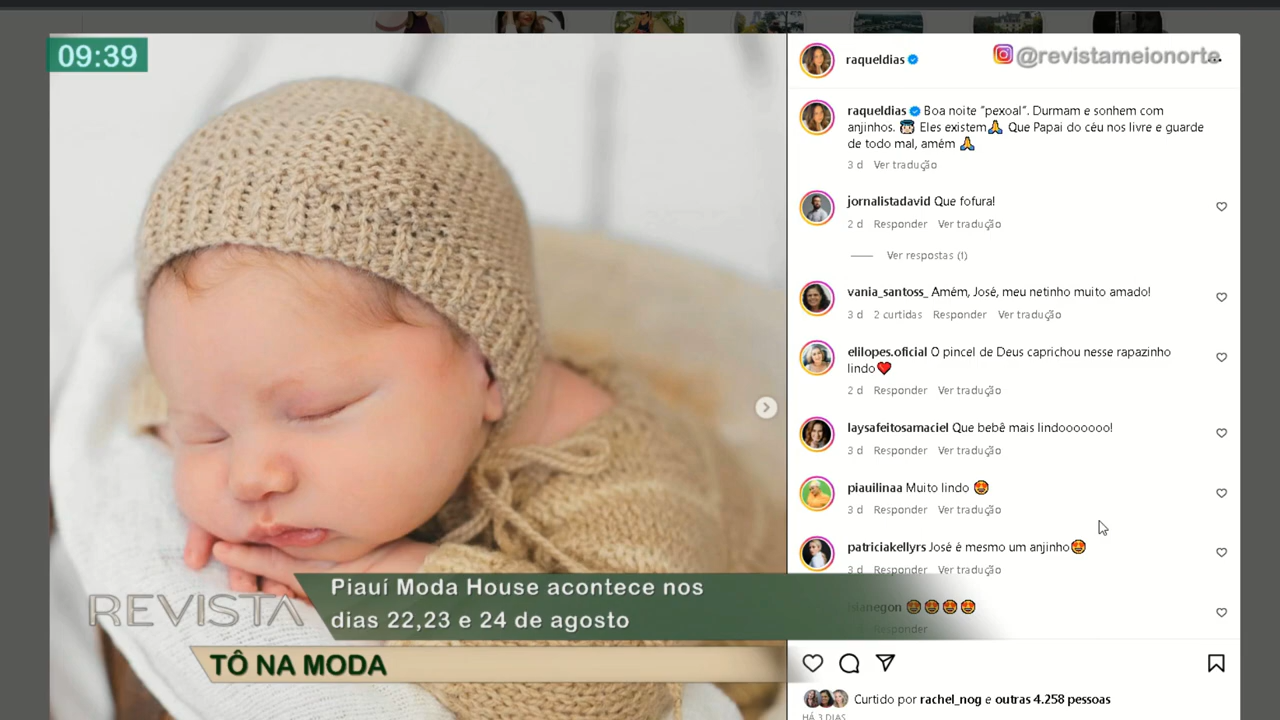 09:39
raqueldias
@revistameionorte
raqueldias Boa noite “pexoal”. Durmam e sonhem com
anjinhos. Eles existem Que Papai do céu nos livre e guarde
de todo mal, amém
3 d Ver tradução
jornalistadavid Que fofura!
2 d Responder Ver tradução
Ver respostas (1)
vania_santoss_ Amém, José, meu netinho muito amado!
3 d 2 curtidas Responder Ver tradução
elilopes.oficial O pincel de Deus caprichou nesse rapazinho
lindo
2 d Responder Ver tradução
laysafeitosamaciel Que bebê mais lindooooooo!
3 d Responder Ver tradução
piauilinaa Muito lindo
3 d Responder Ver tradução
patriciakellyrs José é mesmo um anjinho
3 d Responder Ver tradução
Responder
REVISTA
Piauí Moda House acontece nos
dias 22,23 e 24 de agosto
TÔ NA MODA
Curtido por rachel_nog e outras 4.258 pessoas
HÁ 3 DIAS